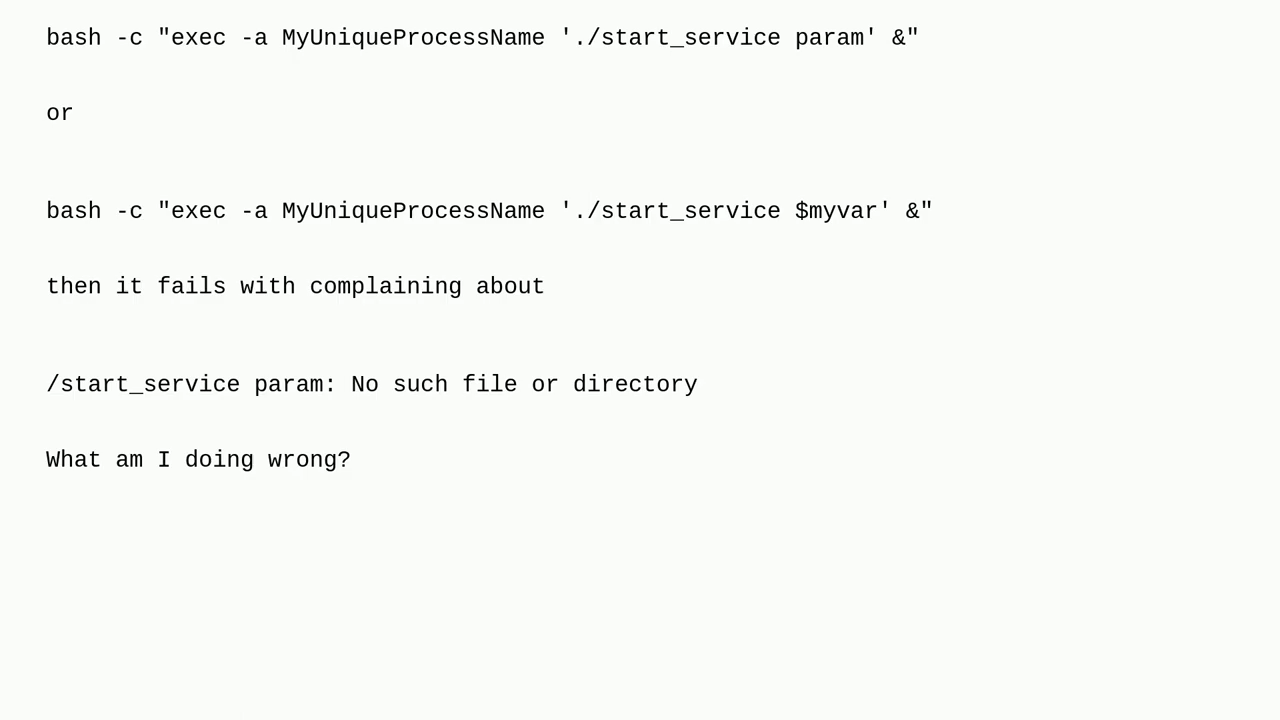 bash -c "exec -a MyUniqueProcessName './start_service param' &"
or
bash -c "exec -a MyUniqueProcessName './start_service $myvar' &"
then it fails with complaining about
/start_service param: No such file or directory
What am I doing wrong?